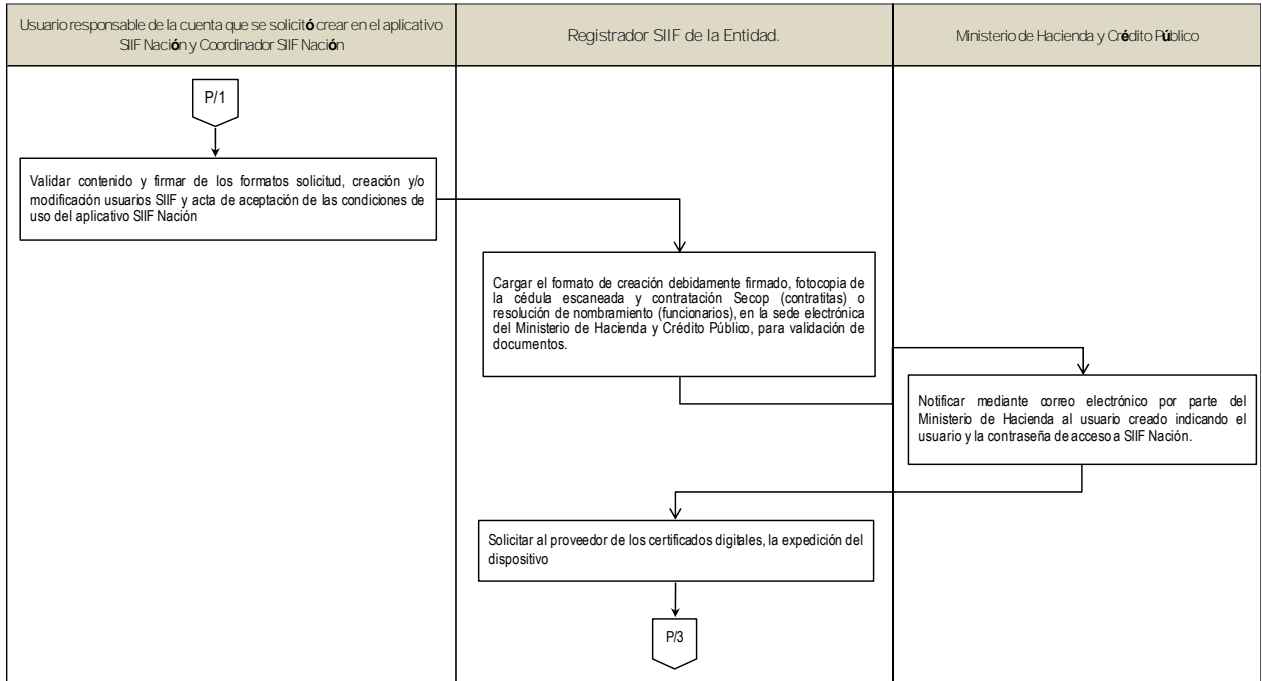 Usuario responsable de la cuenta que se solicitó crear en el aplicativo
SIIF Nación y Coordinador SIIF Nación
Registrador SIIF de la Entidad.
Ministerio de Hacienda y Crédito Público
P/1
Validar contenido y firmar de los formatos solicitud, creación y/o
modificación usuarios SIIF y acta de aceptación de las condiciones de
uso del aplicativo SIIF Nación
Cargar el formato de creación debidamente firmado, fotocopia de
la cédula escaneada y contratación Secop (contratitas) o
resolución de nombramiento (funcionarios), en la sede electrónica
del Ministerio de Hacienda y Crédito Público, para validación de
documentos.
Notificar mediante correo electrónico por parte del
Ministerio de Hacienda al usuario creado indicando el
usuario y la contraseña de acceso a SIIF Nación.
Solicitar al proveedor de los certificados digitales, la expedición del
dispositivo
P/3